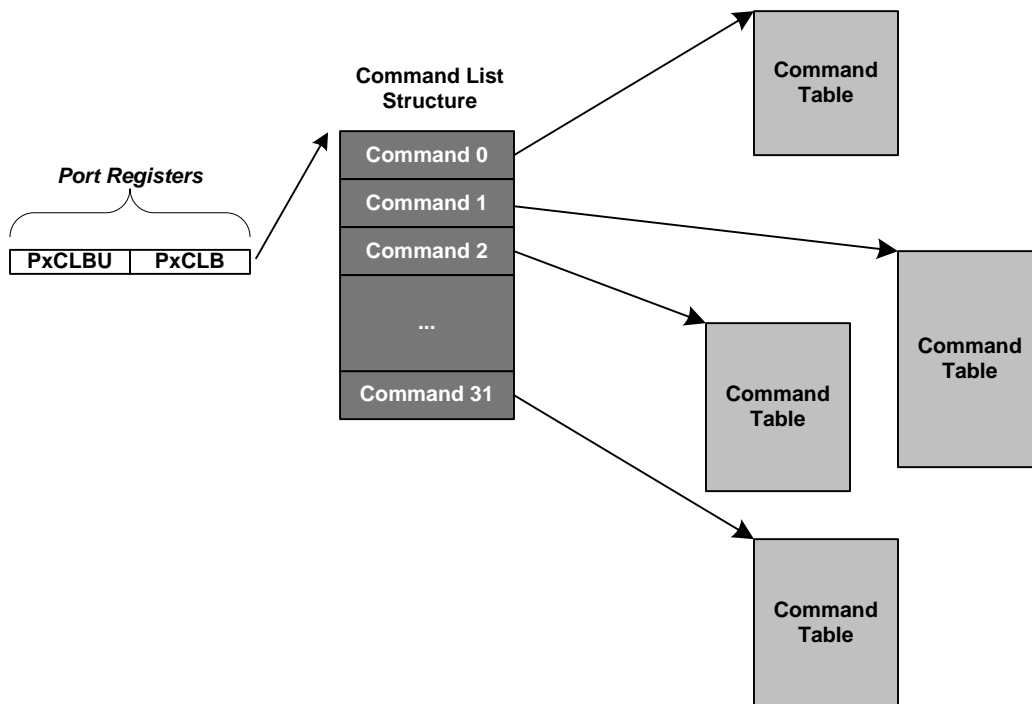 Command
Table
Command List
Structure
Command 0
Port Registers
Command 1
PxCLBU PxCLB
Command 2
...
Command
Table
Command 31
Command
Table
Command
Table